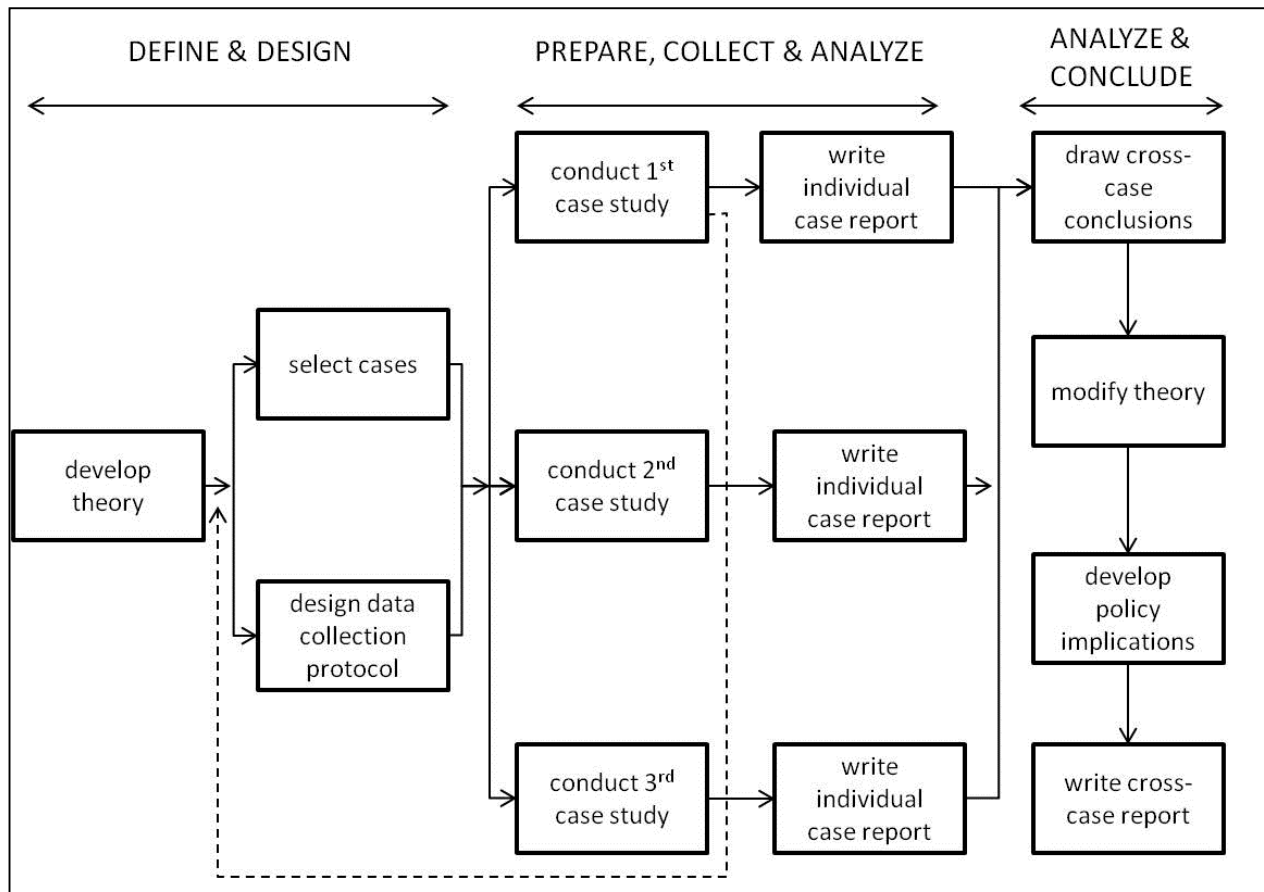 DEFINE & DESIGN
PREPARE, COLLECT & ANALYZE
ANALYZE &
CONCLUDE
conduct 1st
case study
write
individual
case report
draw cross-
case
conclusions
select cases
modify theory
develop
theory
conduct 2nd
case study
write
individual
case report
design data
collection
protocol
develop
policy
implications
conduct 3rd
case study
write
individual
case report
write cross-
case report